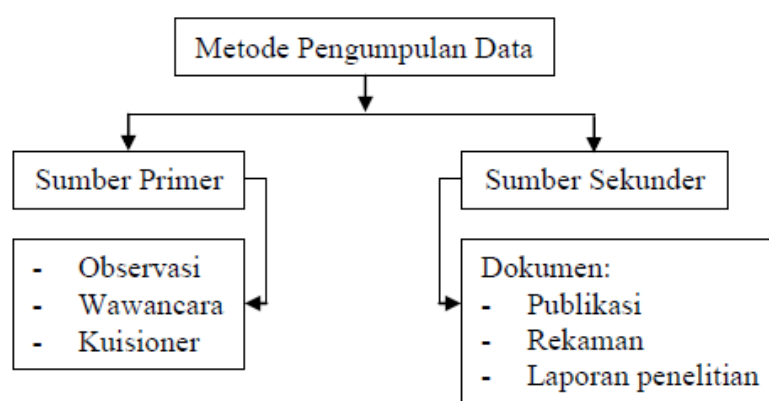 Metode Pengumpulan Data
Sumber Primer
Sumber Sekunder
- Observasi
- Wawancara
- Kuisioner
Dokumen:
- Publikasi
- Rekaman
- Laporan penelitian